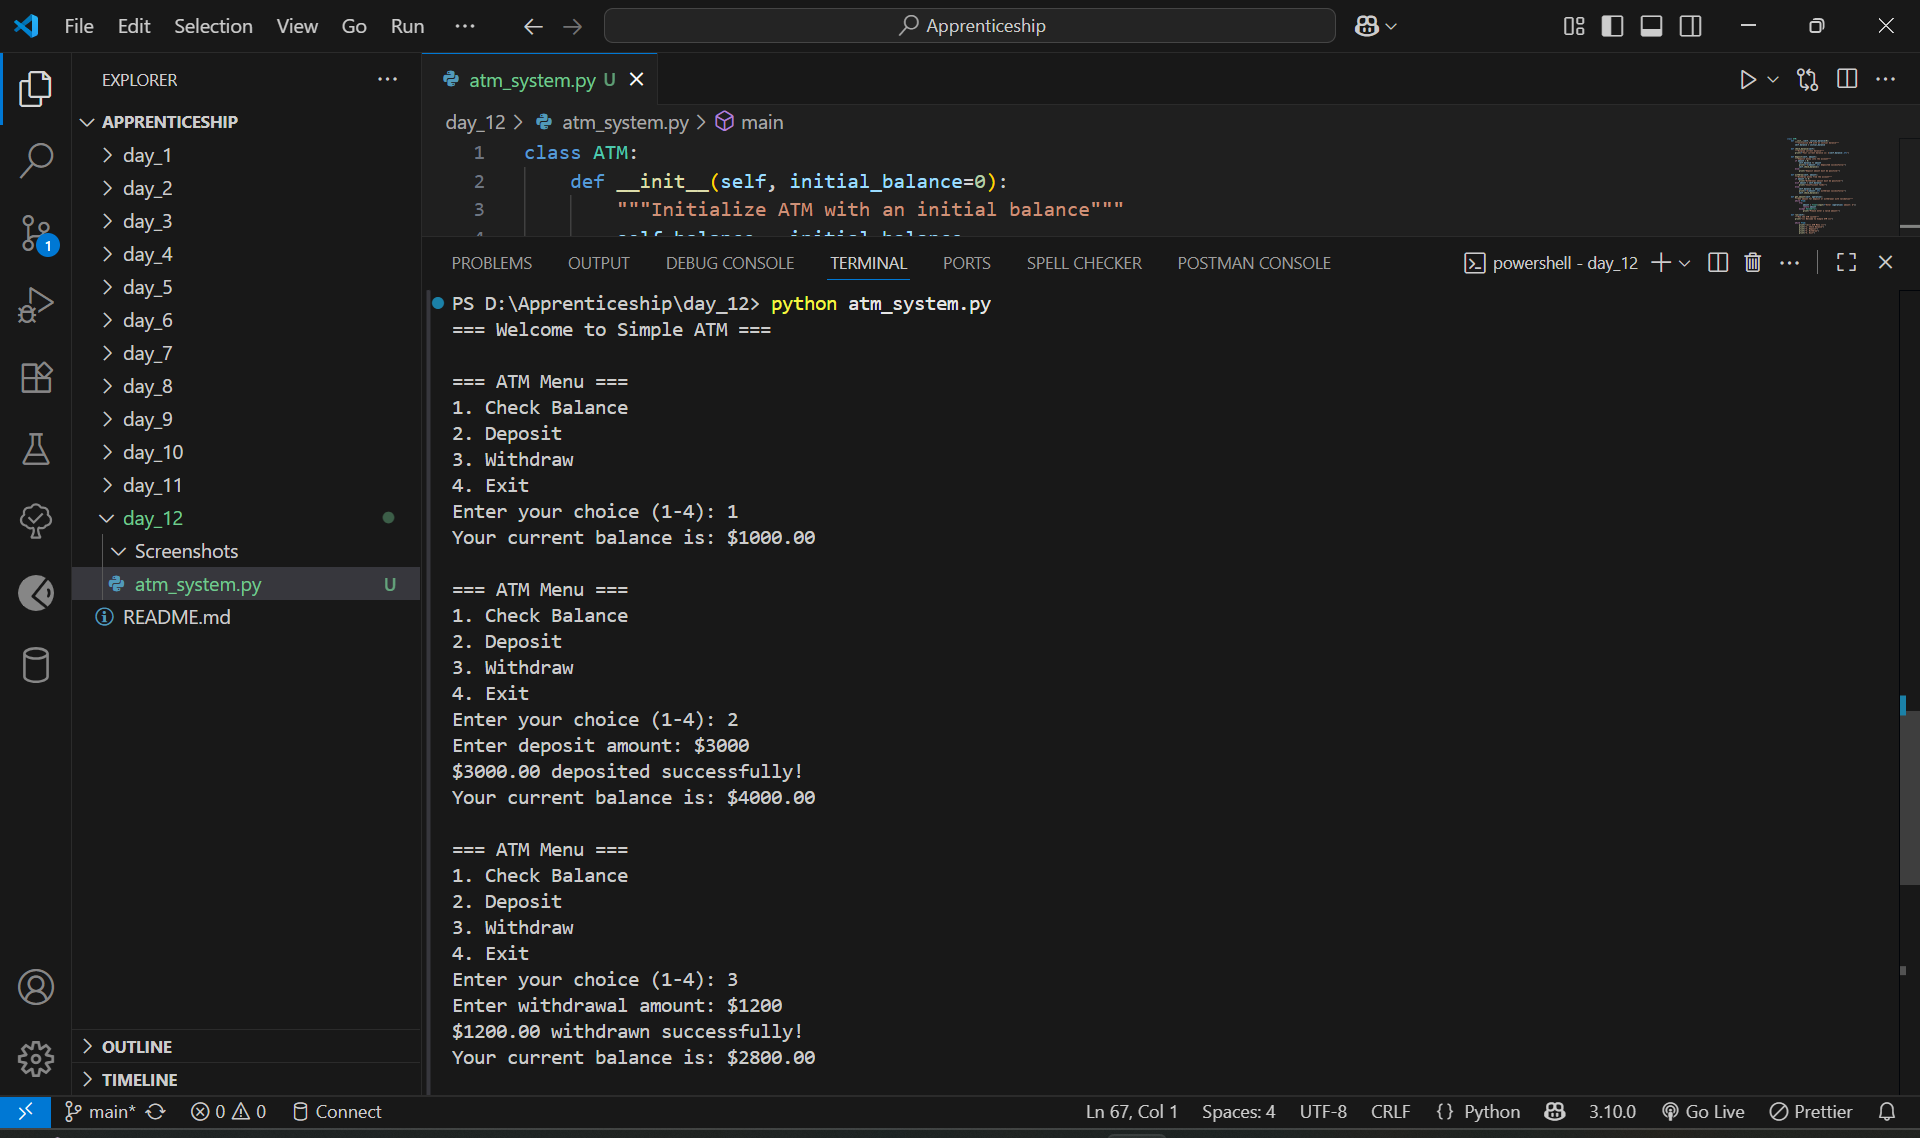 File Edit Selection View Go Run ···
Apprenticeship
EXPLORER ···
APPRENTICESHIP
day_1
day_2
day_3
day_4
day_5
day_6
day_7
day_8
day_9
day_10
day_11
day_12
Screenshots
atm_system.py U
README.md
OUTLINE
TIMELINE
1
atm_system.py U
day_12 > atm_system.py > main
1 class ATM:
2 def __init__(self, initial_balance=0):
3 """Initialize ATM with an initial balance"""
4 self.balance = initial_balance
PROBLEMS OUTPUT DEBUG CONSOLE TERMINAL PORTS SPELL CHECKER POSTMAN CONSOLE
powershell - day_12
PS D:\Apprenticeship\day_12> python atm_system.py
=== Welcome to Simple ATM ===
=== ATM Menu ===
1. Check Balance
2. Deposit
3. Withdraw
4. Exit
Enter your choice (1-4): 1
Your current balance is: $1000.00
=== ATM Menu ===
1. Check Balance
2. Deposit
3. Withdraw
4. Exit
Enter your choice (1-4): 2
Enter deposit amount: $3000
$3000.00 deposited successfully!
Your current balance is: $4000.00
=== ATM Menu ===
1. Check Balance
2. Deposit
3. Withdraw
4. Exit
Enter your choice (1-4): 3
Enter withdrawal amount: $1200
$1200.00 withdrawn successfully!
Your current balance is: $2800.00
main* 0 0 Connect
Ln 67, Col 1 Spaces: 4 UTF-8 CRLF {} Python 3.10.0 Go Live Prettier